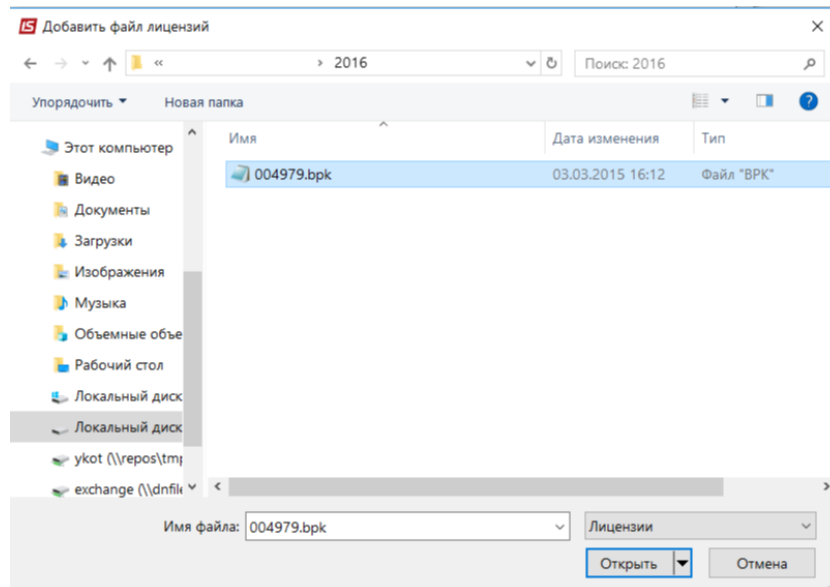 IS Добавить файл лицензий
« > 2016
Поиск: 2016
Упорядочить Новая папка
Имя Дата изменения Тип
004979.bpk 03.03.2015 16:12 Файл "BPK"
Этот компьютер
Видео
Документы
Загрузки
Изображения
Музыка
Объемные объе
Рабочий стол
Локальный диск
Локальный диск
ykot (\\repos\tmp
exchange (\\dnfile
Имя файла: 004979.bpk Лицензии
Открыть Отмена